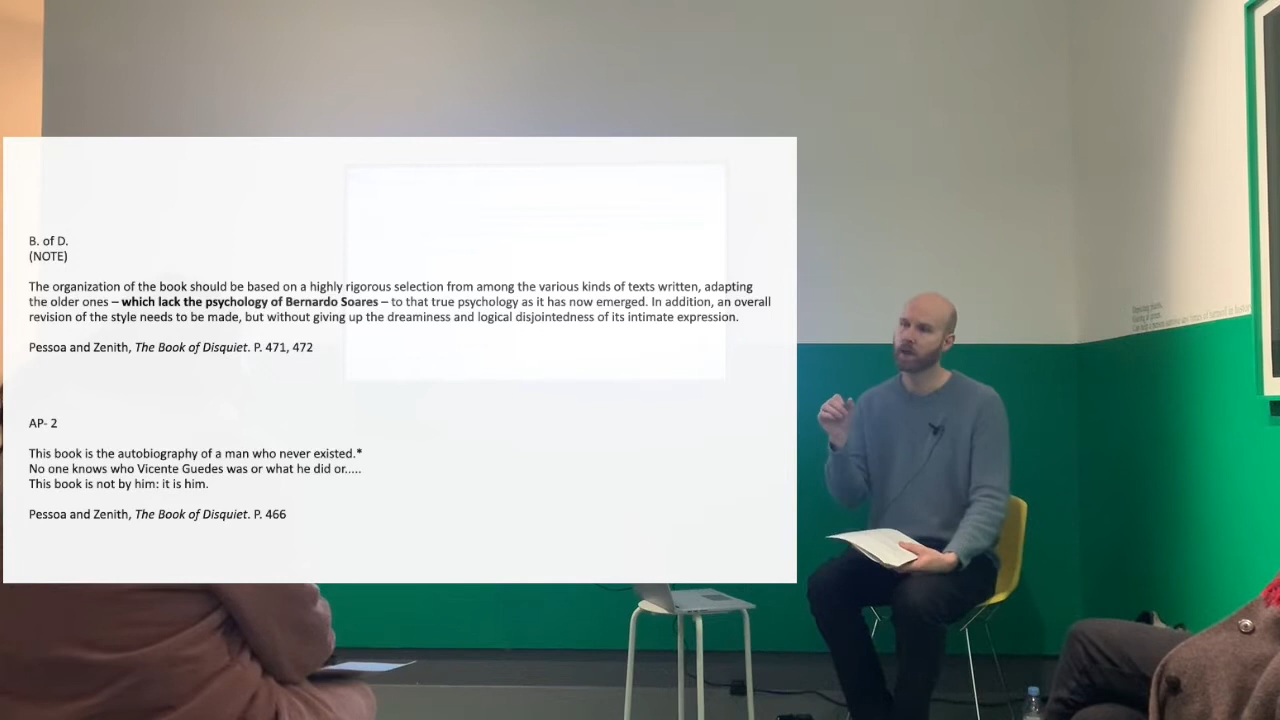 B. of D.
(NOTE)
The organization of the book should be based on a highly rigorous selection from among the various kinds of texts written, adapting
the older ones – which lack the psychology of Bernardo Soares – to that true psychology as it has now emerged. In addition, an overall
revision of the style needs to be made, but without giving up the dreaminess and logical disjointedness of its intimate expression.
Pessoa and Zenith, The Book of Disquiet. P. 471, 472
AP- 2
This book is the autobiography of a man who never existed.*
No one knows who Vicente Guedes was or what he did or.....
This book is not by him: it is him.
Pessoa and Zenith, The Book of Disquiet. P. 466